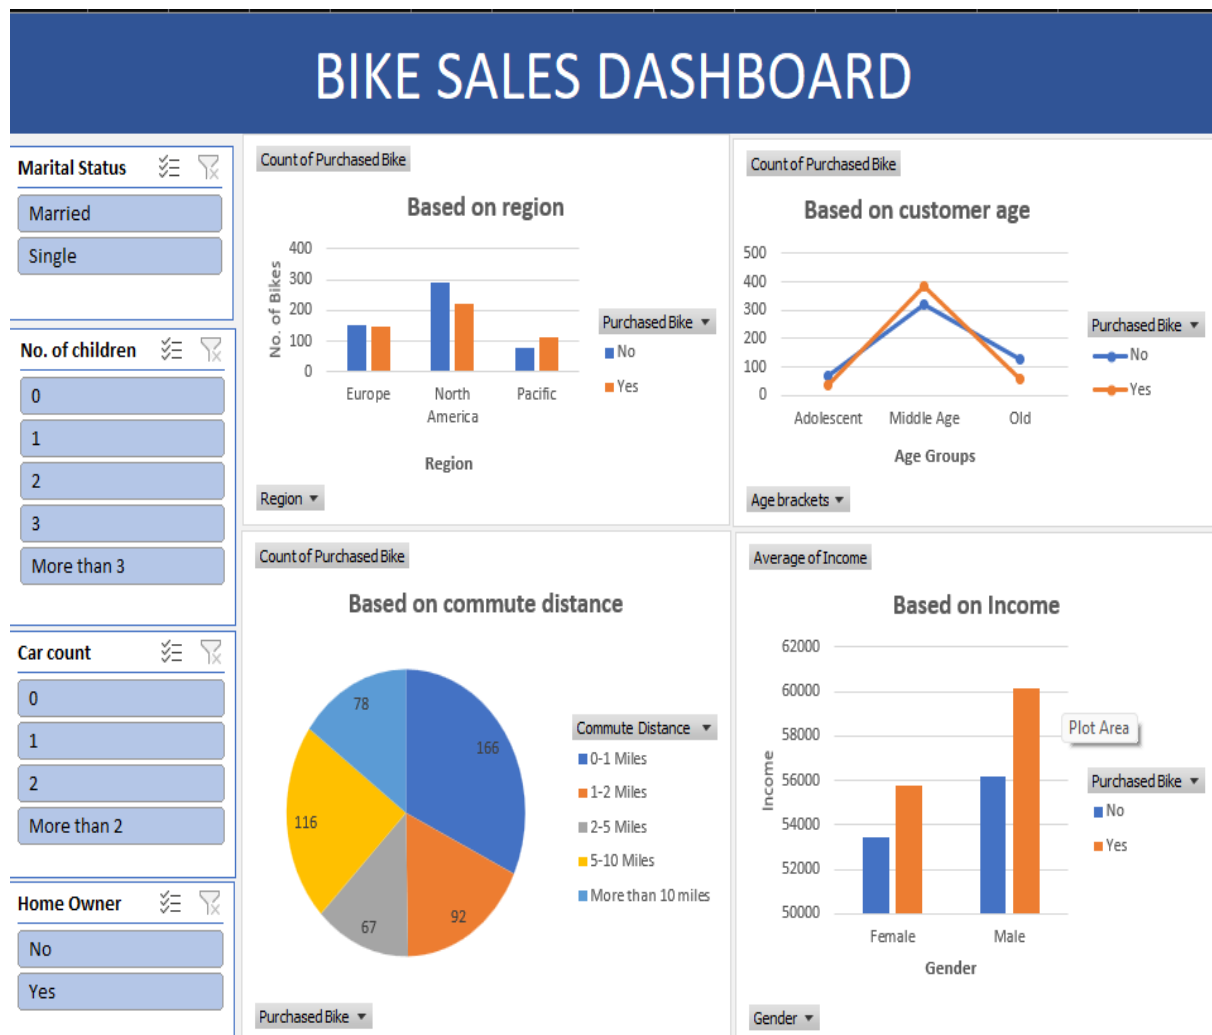 BIKE SALES DASHBOARD
Marital Status
Married
Single
No. of children
0
1
2
3
More than 3
Car count
0
1
2
More than 2
Home Owner
No
Yes
Count of Purchased Bike
Based on region
400
300
200
100
0
No. of Bikes
Europe
North
America
Pacific
Region
Purchased Bike
No
Yes
Region
Count of Purchased Bike
Based on customer age
500
400
300
200
100
0
Adolescent
Middle Age
Old
Age Groups
Purchased Bike
No
Yes
Age brackets
Count of Purchased Bike
Based on commute distance
78
166
116
67
92
Commute Distance
0-1 Miles
1-2 Miles
2-5 Miles
5-10 Miles
More than 10 miles
Purchased Bike
Average of Income
Based on Income
62000
60000
58000
56000
54000
52000
50000
Income
Female
Male
Gender
Plot Area
Purchased Bike
No
Yes
Gender